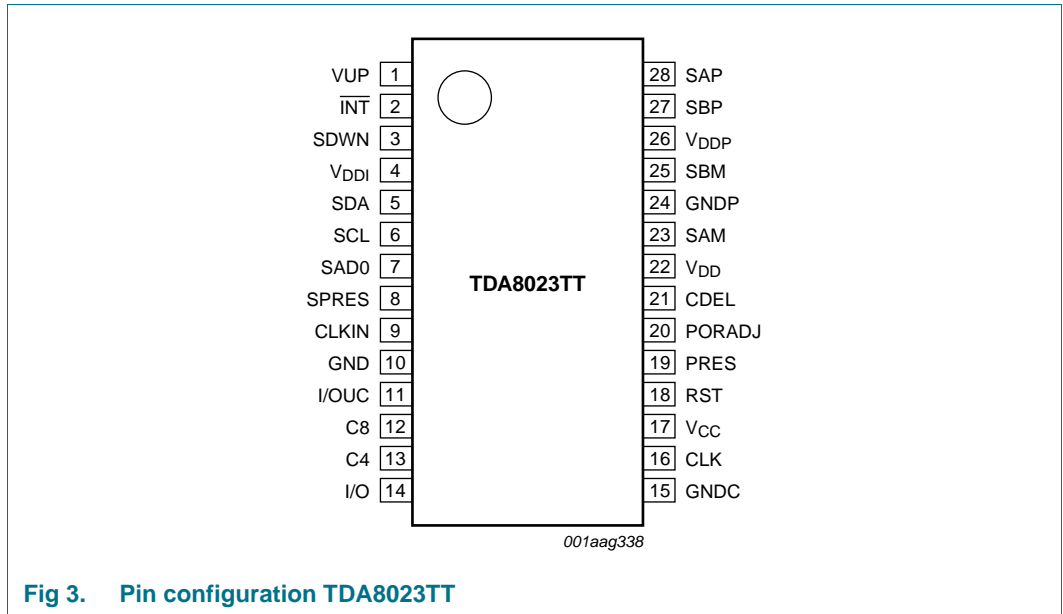 VUP 1
INT 2
SDWN 3
VDDI 4
SDA 5
SCL 6
SAD0 7
SPRES 8
CLKIN 9
GND 10
I/OUC 11
C8 12
C4 13
I/O 14
TDA8023TT
28 SAP
27 SBP
26 VDDP
25 SBM
24 GNDP
23 SAM
22 VDD
21 CDEL
20 PORADJ
19 PRES
18 RST
17 VCC
16 CLK
15 GNDC
001aag338
Fig 3. Pin configuration TDA8023TT